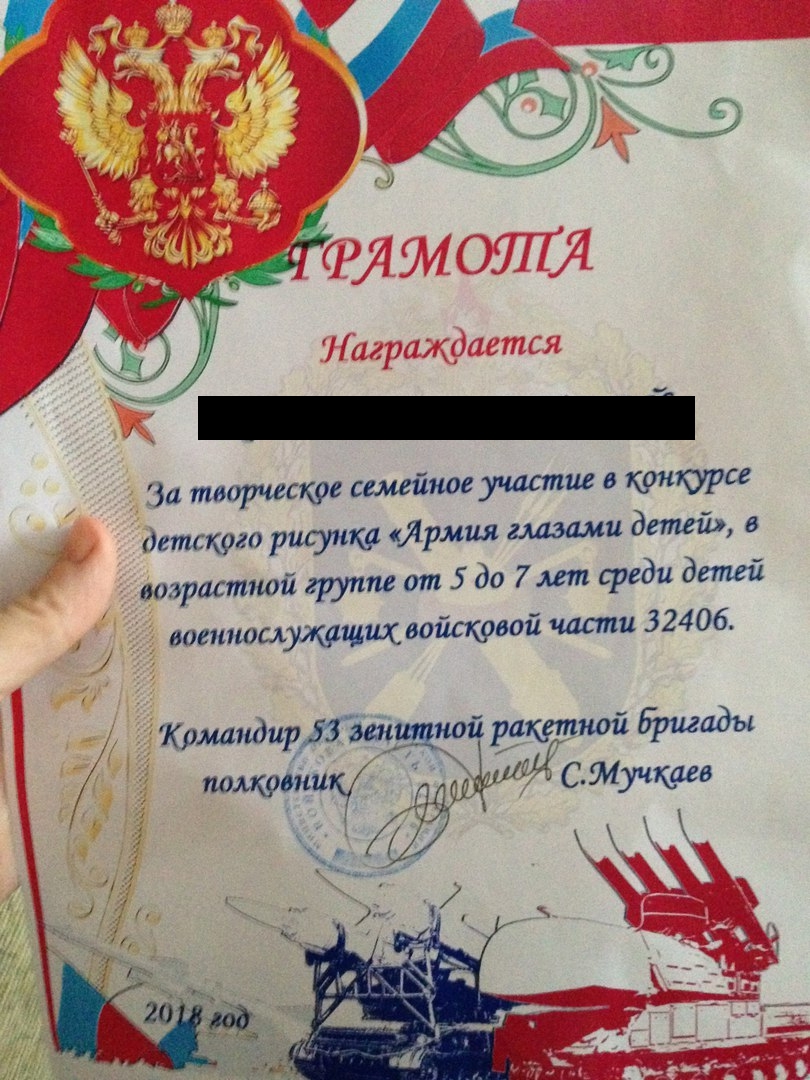 ГРАМОТА
Награждается
За творческое семейное участие в конкурсе
детского рисунка «Армия глазами детей», в
возрастной группе от 5 до 7 лет среди детей
военнослужащих войсковой части 32406.
Командир 53 зенитной ракетной бригады
полковник С.Мучкаев
2018 год